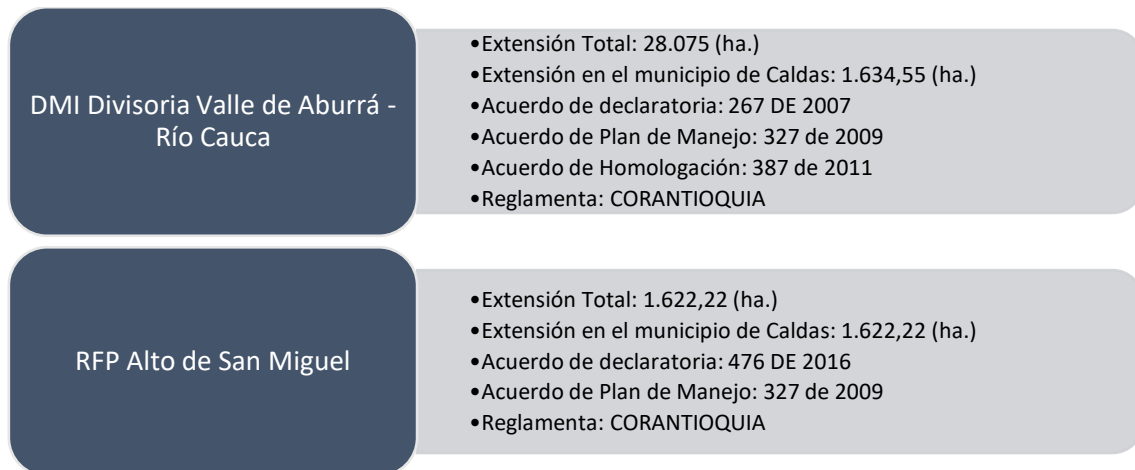 DMI Divisoria Valle de Aburrá -
Río Cauca
•Extensión Total: 28.075 (ha.)
•Extensión en el municipio de Caldas: 1.634,55 (ha.)
•Acuerdo de declaratoria: 267 DE 2007
•Acuerdo de Plan de Manejo: 327 de 2009
•Acuerdo de Homologación: 387 de 2011
•Reglamenta: CORANTIOQUIA
RFP Alto de San Miguel
•Extensión Total: 1.622,22 (ha.)
•Extensión en el municipio de Caldas: 1.622,22 (ha.)
•Acuerdo de declaratoria: 476 DE 2016
•Acuerdo de Plan de Manejo: 327 de 2009
•Reglamenta: CORANTIOQUIA